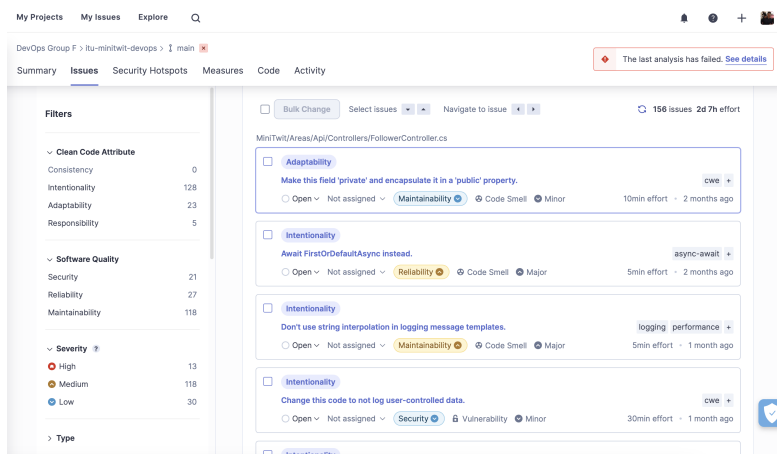 My Projects My Issues Explore
DevOps Group F > itu-minitwit-devops > main
The last analysis has failed. See details
Summary Issues Security Hotspots Measures Code Activity
Bulk Change Select issues Navigate to issue 156 issues 2d 7h effort
Filters
MiniTwit/Areas/Api/Controllers/FollowerController.cs
Clean Code Attribute
Consistency 0
Intentionality 128
Adaptability 23
Responsibility 5
Software Quality
Security 21
Reliability 27
Maintainability 118
Severity ?
High 13
Medium 118
Low 30
Type
Adaptability
Make this field 'private' and encapsulate it in a 'public' property. cwe +
Open Not assigned Maintainability Code Smell Minor 10min effort • 2 months ago
Intentionality
Await FirstOrDefaultAsync instead. async-await +
Open Not assigned Reliability Code Smell Major 5min effort • 2 months ago
Intentionality
Don't use string interpolation in logging message templates. logging performance +
Open Not assigned Maintainability Code Smell Major 5min effort • 1 month ago
Intentionality
Change this code to not log user-controlled data. cwe +
Open Not assigned Security Vulnerability Minor 30min effort • 1 month ago
Intentionality